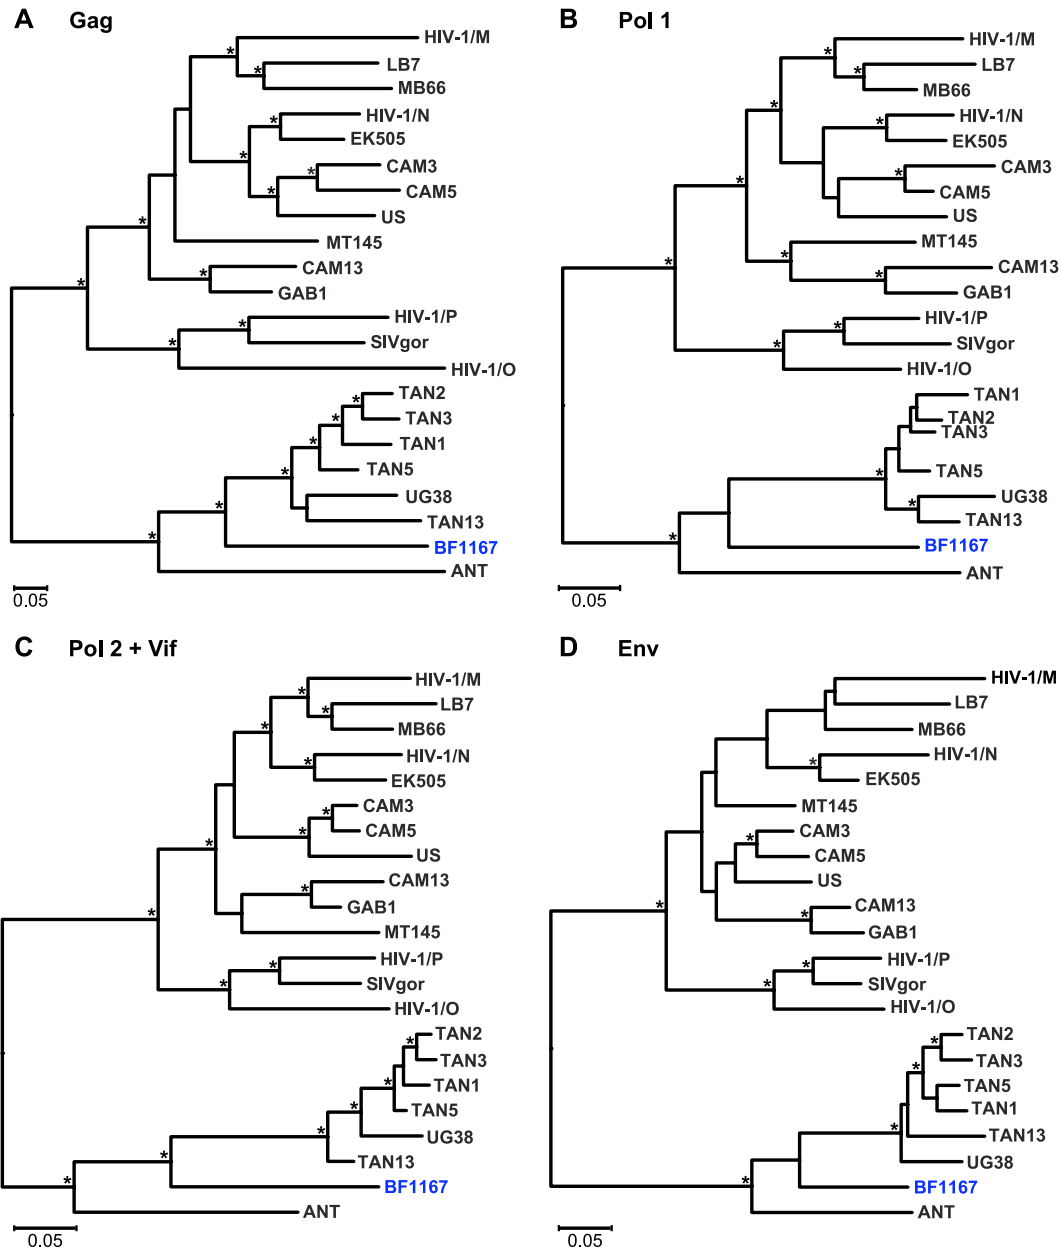 A Gag
HIV-1/M
*
LB7
*
MB66
HIV-1/N
*
EK505
*
CAM3
*
CAM5
*
US
*
MT145
CAM13
*
GAB1
*
HIV-1/P
*
SIVgor
*
HIV-1/O
TAN2
*
TAN3
*
TAN1
*
TAN5
*
UG38
*
TAN13
*
BF1167
ANT
0.05
B Pol 1
HIV-1/M
*
LB7
*
MB66
*
HIV-1/N
*
EK505
CAM3
*
CAM5
*
US
MT145
*
CAM13
*
*
GAB1
HIV-1/P
*
SIVgor
*
HIV-1/O
TAN1
TAN2
TAN3
TAN5
*
UG38
*
TAN13
*
BF1167
ANT
0.05
C Pol 2 + Vif
HIV-1/M
*
LB7
*
MB66
*
HIV-1/N
*
EK505
CAM3
*
CAM5
*
*
US
CAM13
*
GAB1
*
MT145
HIV-1/P
*
SIVgor
*
HIV-1/O
TAN2
*
TAN3
TAN1
*
TAN5
*
UG38
*
TAN13
*
BF1167
*
ANT
0.05
D Env
HIV-1/M
LB7
MB66
HIV-1/N
*
EK505
MT145
CAM3
*
CAM5
US
CAM13
*
*
GAB1
HIV-1/P
*
SIVgor
*
HIV-1/O
TAN2
*
TAN3
*
TAN5
TAN1
*
TAN13
UG38
*
BF1167
ANT
0.05